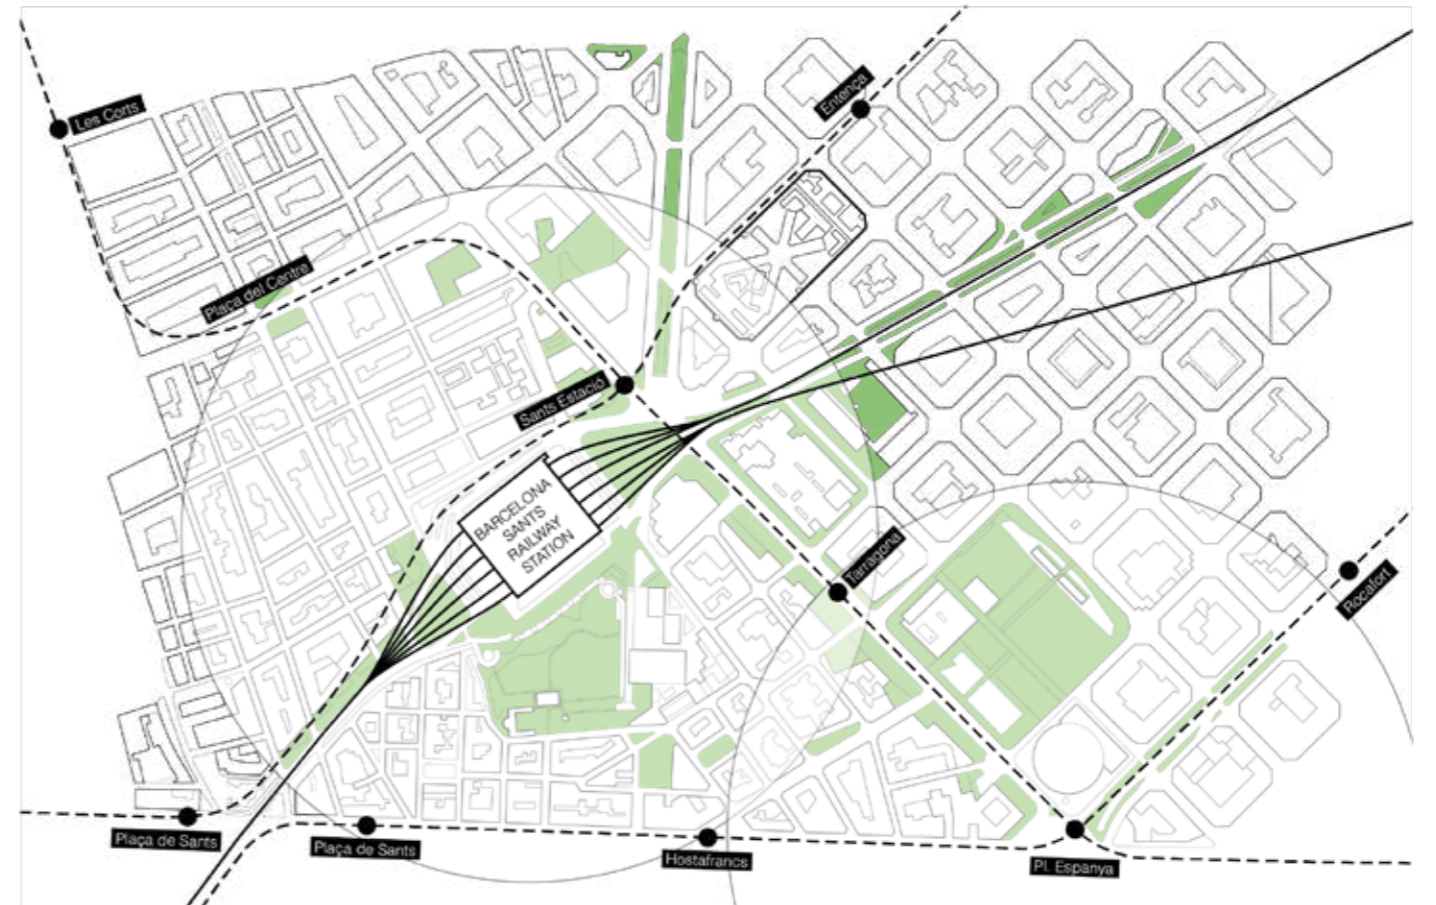 Les Corts
Entença
Plaça del Centre
Sants Estació
BARCELONA
SANTS
RAILWAY
STATION
Tarragona
Rocafort
Plaça de Sants
Plaça de Sants
Hostafrancs
Pl. Espanya